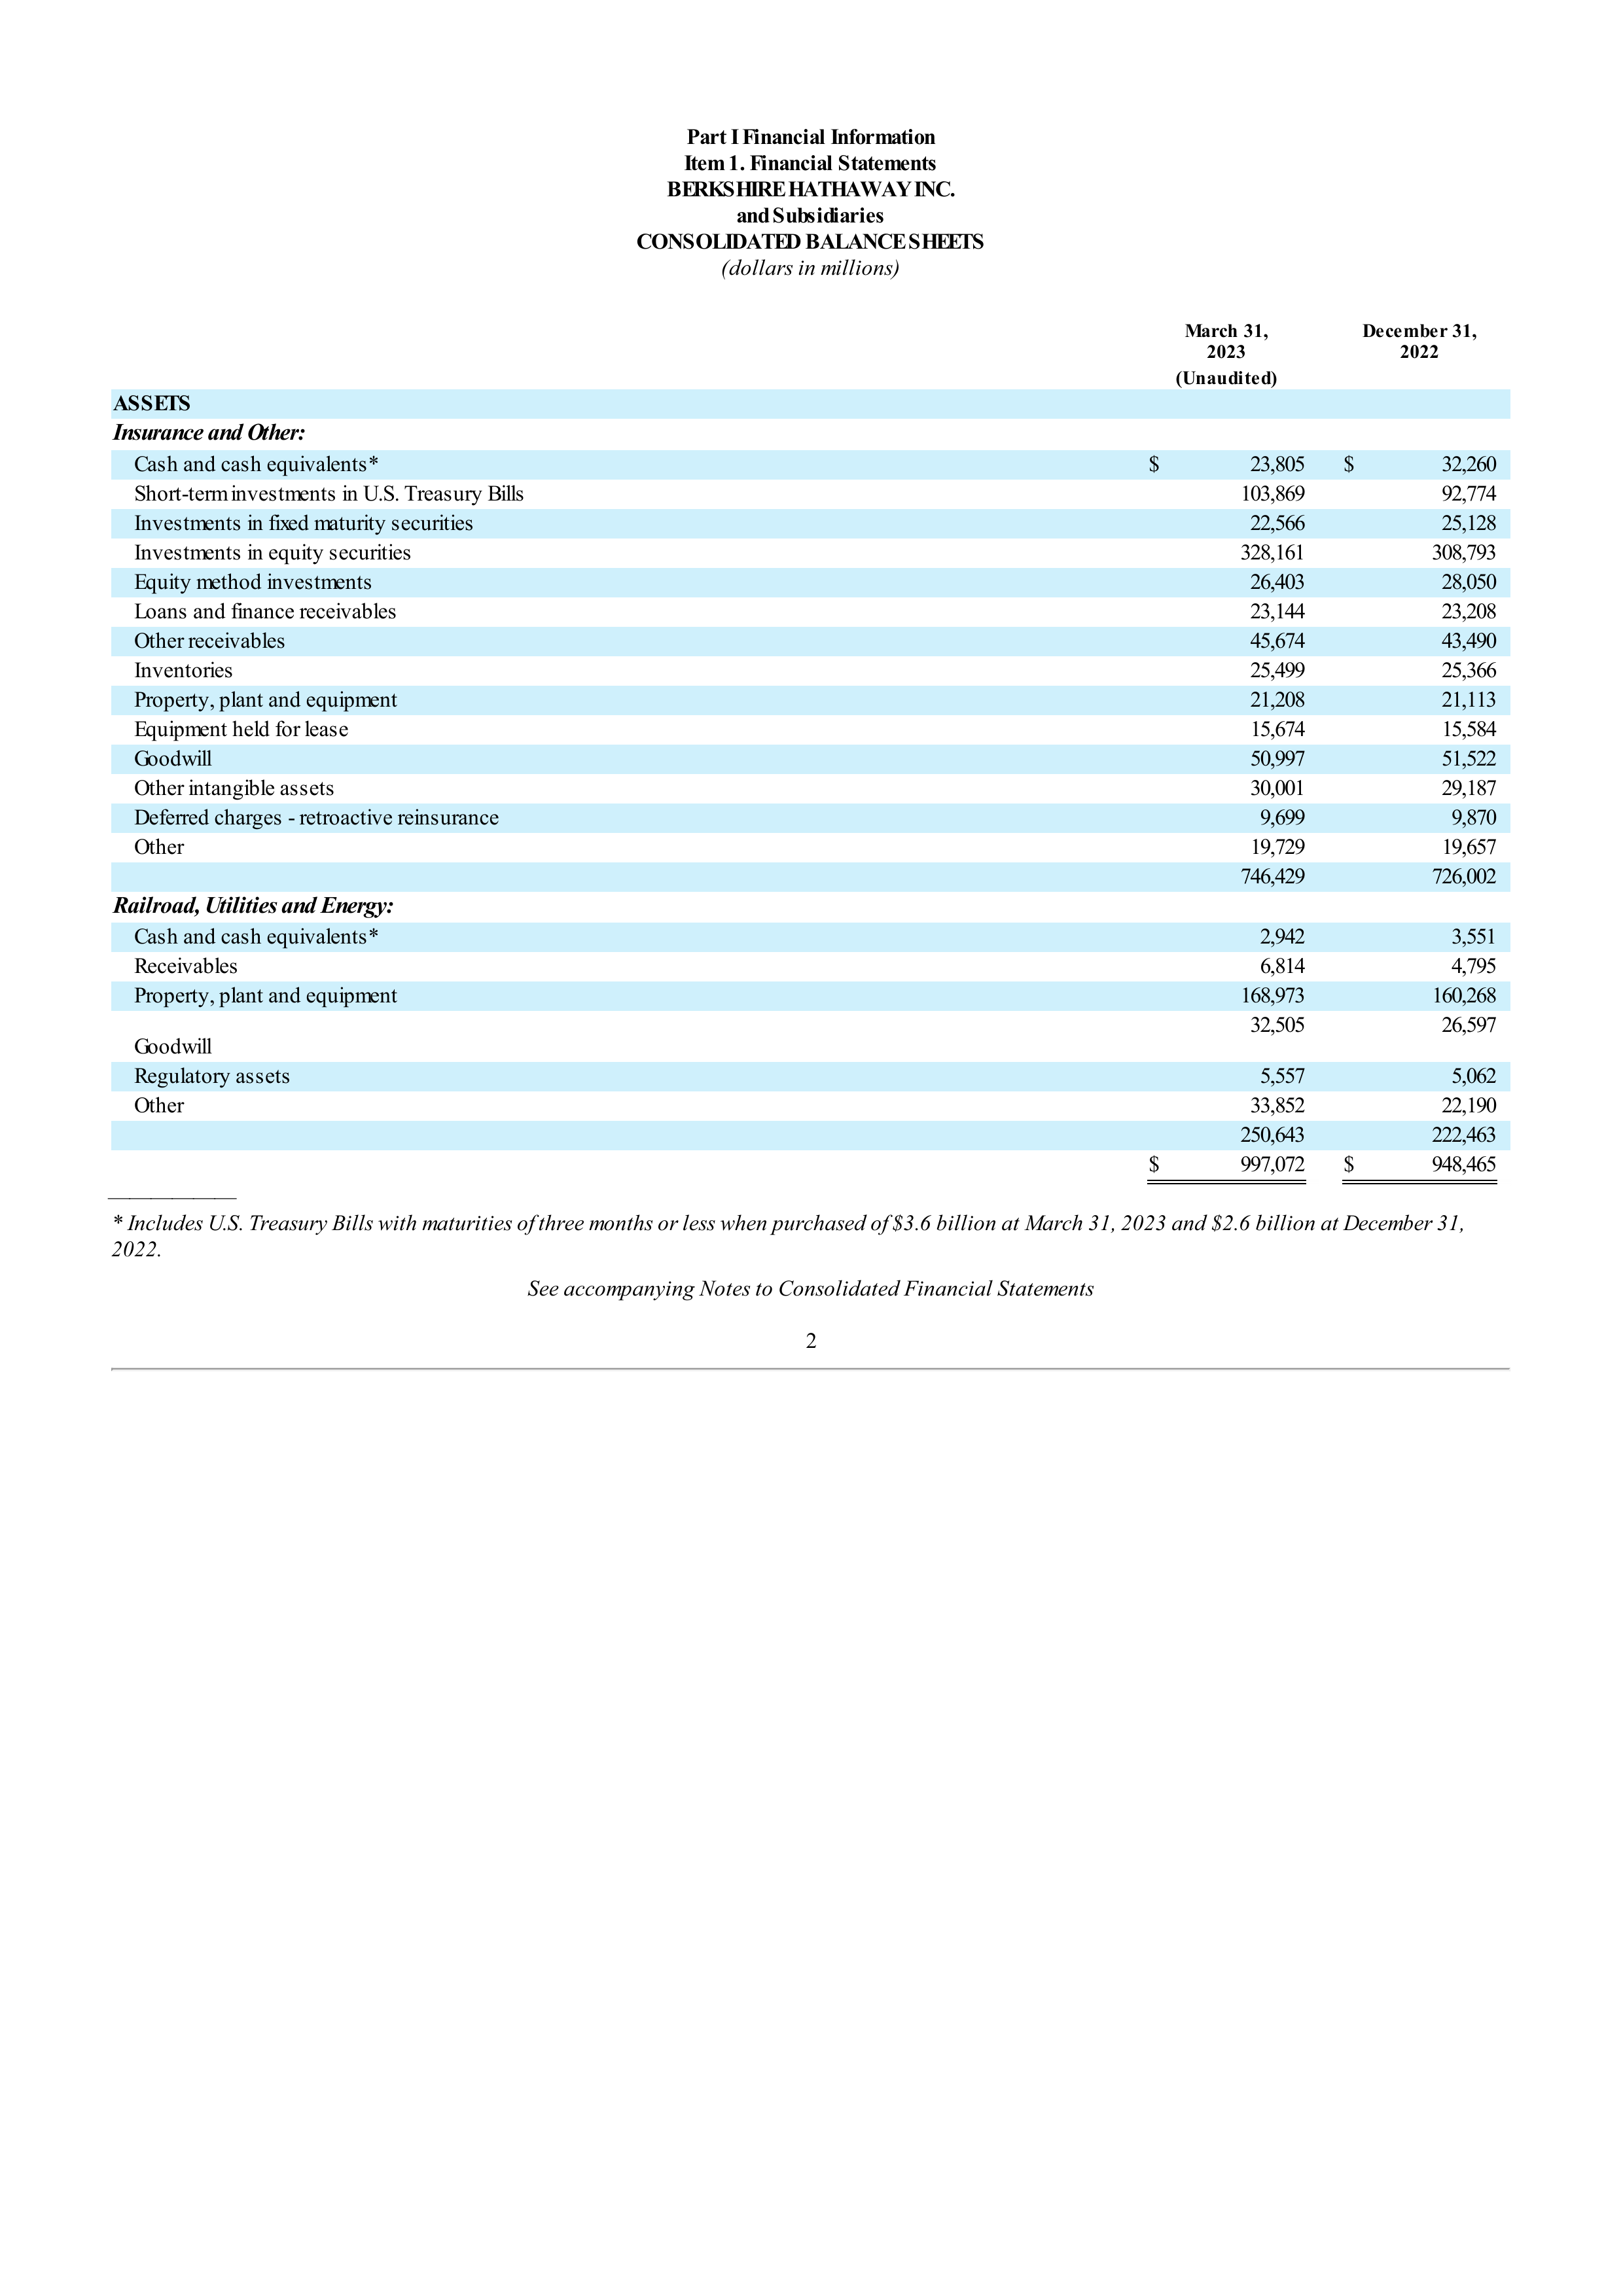 Part I Financial Information
Item 1. Financial Statements
BERKSHIRE HATHAWAY INC.
and Subsidiaries
CONSOLIDATED BALANCE SHEETS
(dollars in millions)
March 31, December 31,
2023 2022
(Unaudited)
ASSETS
Insurance and Other:
Cash and cash equivalents* $ 23,805 $ 32,260
Short-term investments in U.S. Treasury Bills 103,869 92,774
Investments in fixed maturity securities 22,566 25,128
Investments in equity securities 328,161 308,793
Equity method investments 26,403 28,050
Loans and finance receivables 23,144 23,208
Other receivables 45,674 43,490
Inventories 25,499 25,366
Property, plant and equipment 21,208 21,113
Equipment held for lease 15,674 15,584
Goodwill 50,997 51,522
Other intangible assets 30,001 29,187
Deferred charges - retroactive reinsurance 9,699 9,870
Other 19,729 19,657
746,429 726,002
Railroad, Utilities and Energy:
Cash and cash equivalents* 2,942 3,551
Receivables 6,814 4,795
Property, plant and equipment 168,973 160,268
32,505 26,597
Goodwill
Regulatory assets 5,557 5,062
Other 33,852 22,190
250,643 222,463
$ 997,072 $ 948,465
* Includes U.S. Treasury Bills with maturities of three months or less when purchased of $3.6 billion at March 31, 2023 and $2.6 billion at December 31,
2022.
See accompanying Notes to Consolidated Financial Statements
2